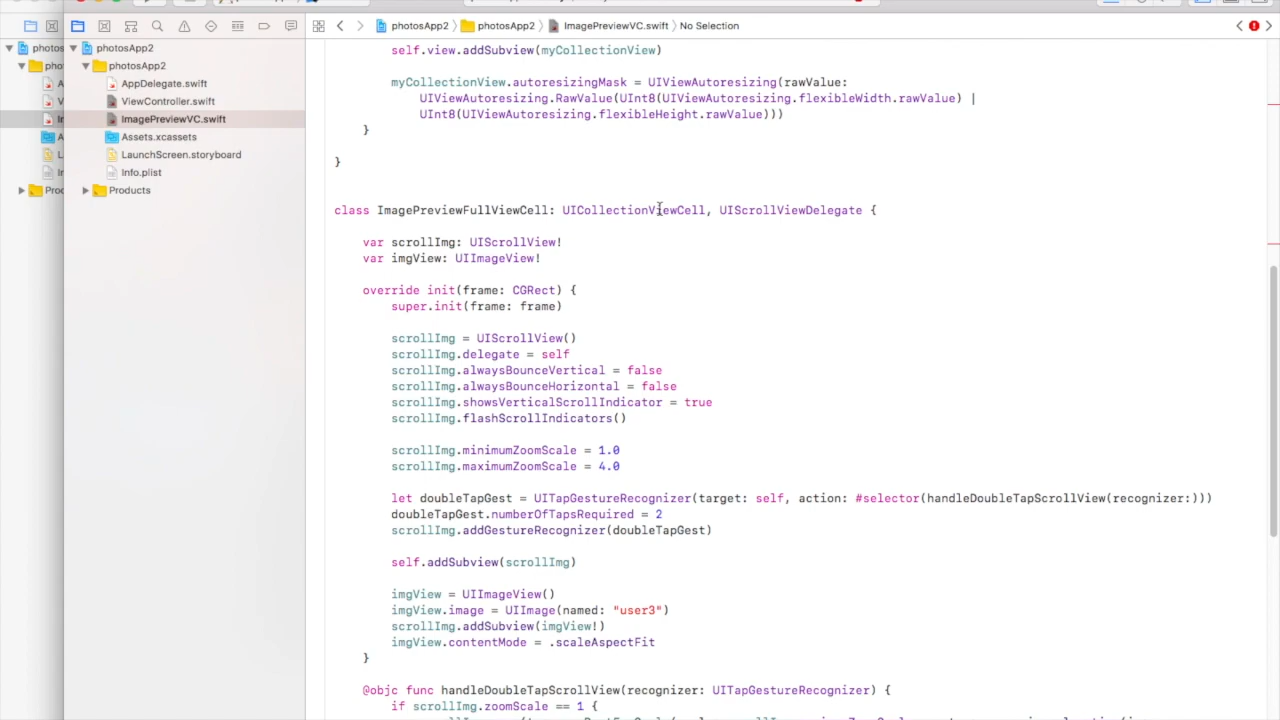 photosApp2 photosApp2 ImagePreviewVC.swift No Selection
photosApp2
photosApp2
AppDelegate.swift
ViewController.swift
ImagePreviewVC.swift
Assets.xcassets
LaunchScreen.storyboard
Info.plist
Products
self.view.addSubview(myCollectionView)
myCollectionView.autoresizingMask = UIViewAutoresizing(rawValue:
UIViewAutoresizing.RawValue(UInt8(UIViewAutoresizing.flexibleWidth.rawValue) |
UInt8(UIViewAutoresizing.flexibleHeight.rawValue)))
}
}
class ImagePreviewFullViewCell: UICollectionViewCell, UIScrollViewDelegate {
var scrollImg: UIScrollView!
var imgView: UIImageView!
override init(frame: CGRect) {
super.init(frame: frame)
scrollImg = UIScrollView()
scrollImg.delegate = self
scrollImg.alwaysBounceVertical = false
scrollImg.alwaysBounceHorizontal = false
scrollImg.showsVerticalScrollIndicator = true
scrollImg.flashScrollIndicators()
scrollImg.minimumZoomScale = 1.0
scrollImg.maximumZoomScale = 4.0
let doubleTapGest = UITapGestureRecognizer(target: self, action: #selector(handleDoubleTapScrollView(recognizer:)))
doubleTapGest.numberOfTapsRequired = 2
scrollImg.addGestureRecognizer(doubleTapGest)
self.addSubview(scrollImg)
imgView = UIImageView()
imgView.image = UIImage(named: "user3")
scrollImg.addSubview(imgView!)
imgView.contentMode = .scaleAspectFit
}
@objc func handleDoubleTapScrollView(recognizer: UITapGestureRecognizer) {
if scrollImg.zoomScale == 1 {